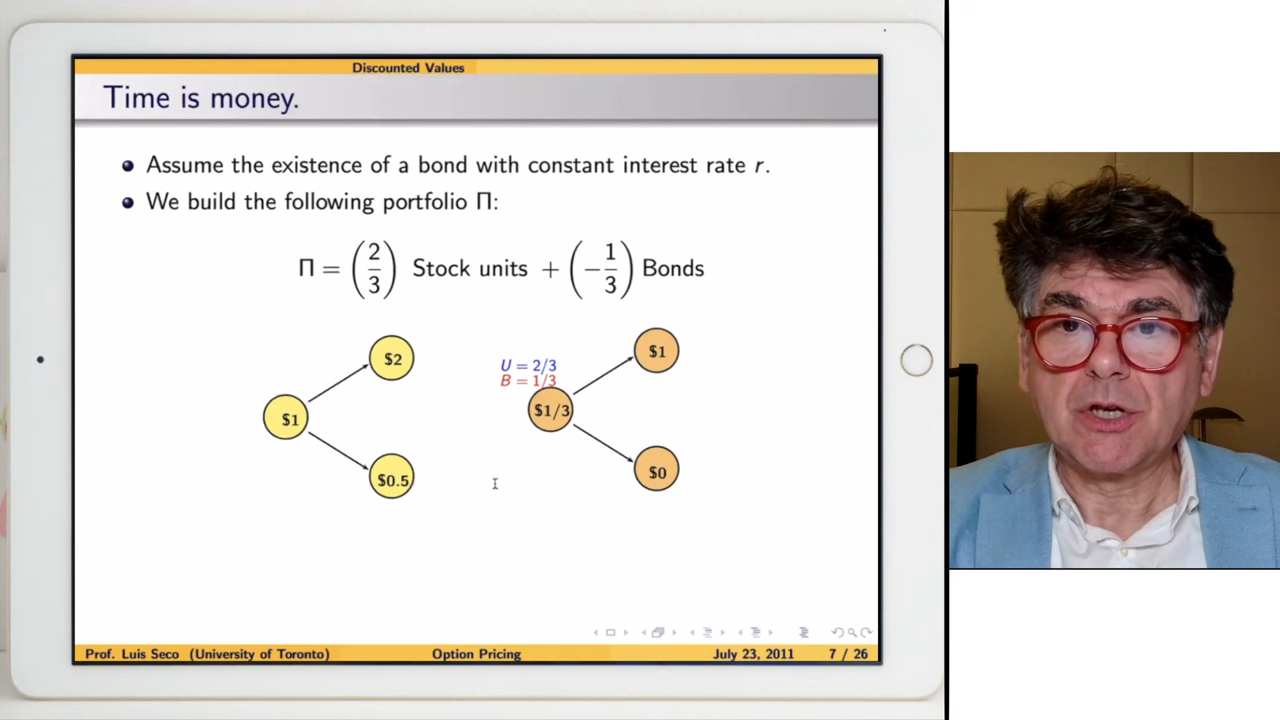 Discounted Values
Time is money.
Assume the existence of a bond with constant interest rate r.
We build the following portfolio Π:
Π = (2/3) Stock units + (−1/3) Bonds
$2
$1
$0.5
U = 2/3
B = 1/3
$1/3
$1
$0
Prof. Luis Seco (University of Toronto) Option Pricing July 23, 2011 7 / 26